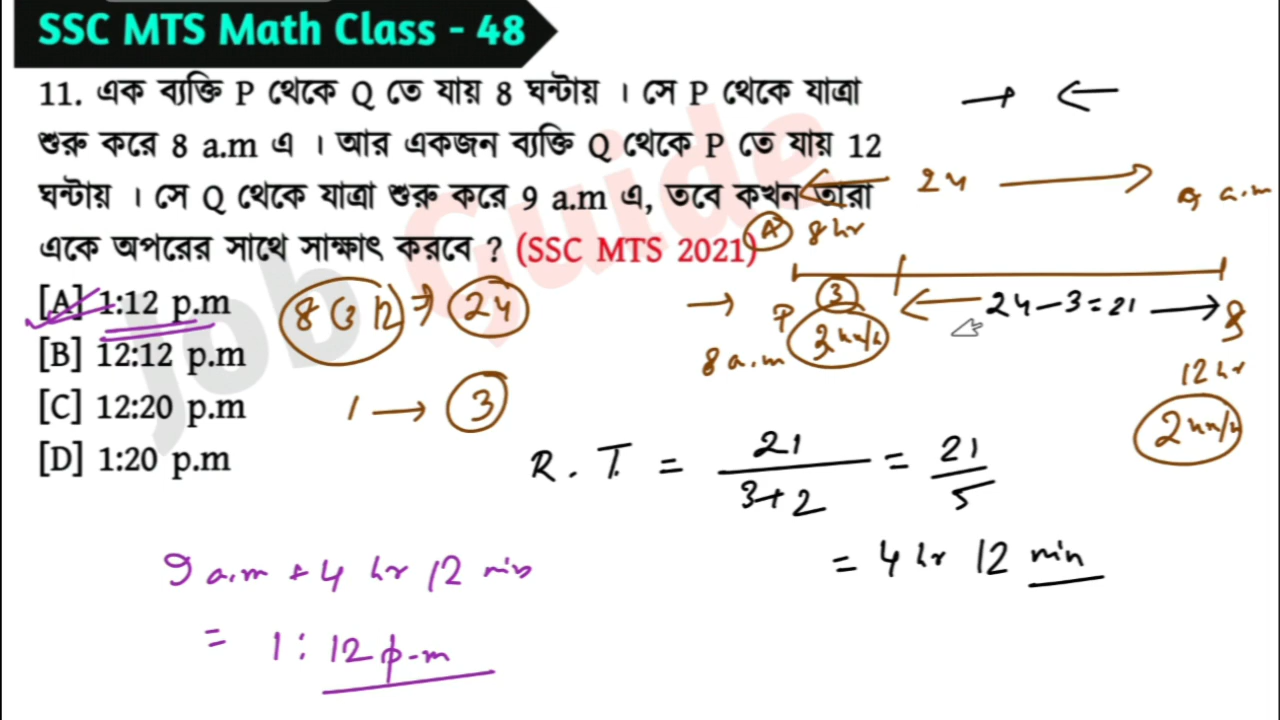 SSC MTS Math Class - 48
11. এক ব্যক্তি P থেকে Q তে যায় 8 ঘন্টায় । সে P থেকে যাত্রা
শুরু করে 8 a.m এ । আর একজন ব্যক্তি Q থেকে P তে যায় 12
ঘন্টায় । সে Q থেকে যাত্রা শুরু করে 9 a.m এ, তবে কখন তারা
একে অপরের সাথে সাক্ষাৎ করবে ? (SSC MTS 2021)
[A] 1:12 p.m
[B] 12:12 p.m
[C] 12:20 p.m
[D] 1:20 p.m
Job Guide
24
9 a.m
A 8 hr
8 12 ⇒ 24
1 → 3
P 3
24-3=21
8 a.m
12 hr
2 km/h
R.T. = 21 / 3+2 = 21 / 5
= 4 hr 12 min
9 a.m + 4 hr 12 min
= 1:12 p.m